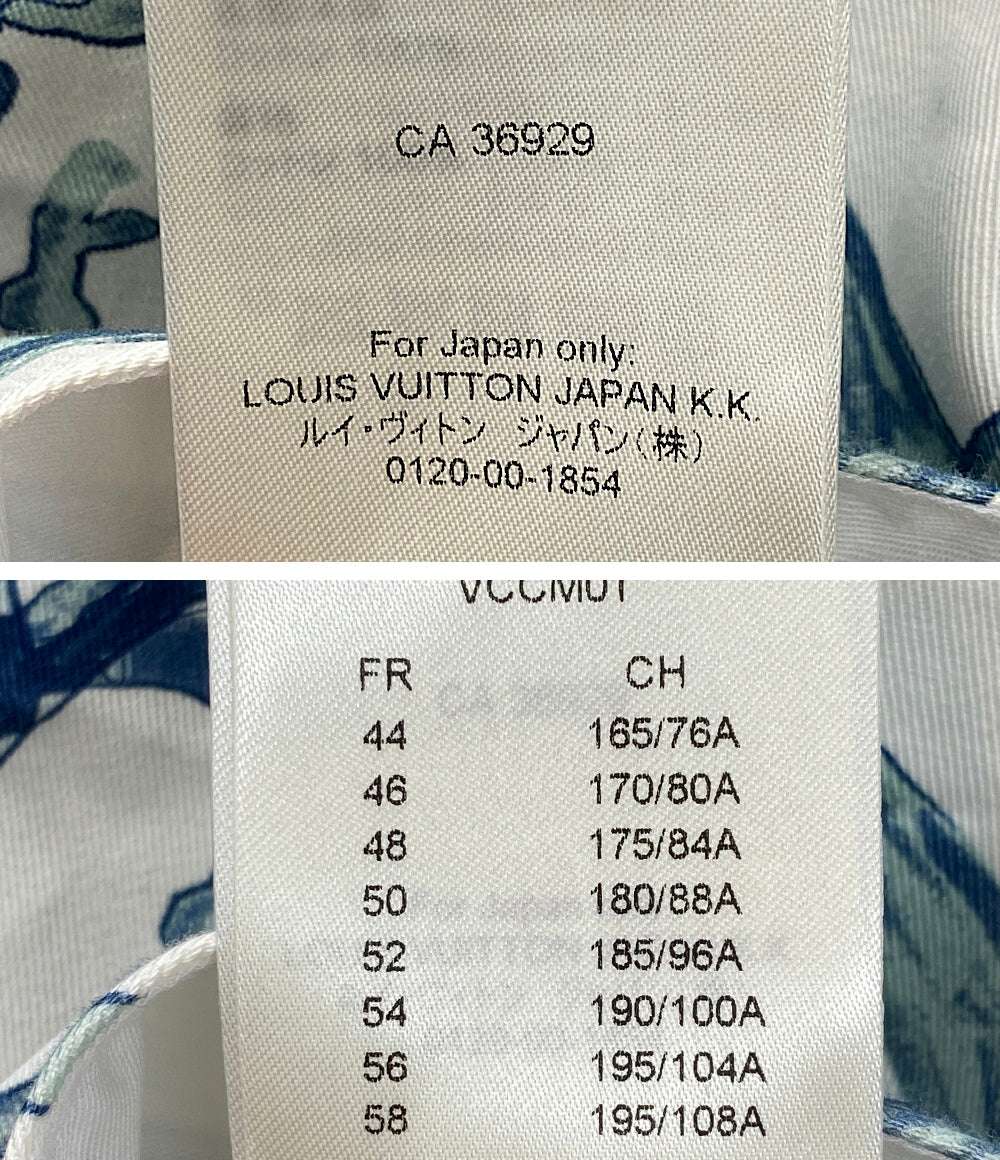 CA 36929
For Japan only:
LOUIS VUITTON JAPAN K.K.
ルイ・ヴィトン ジャパン(株)
0120-00-1854
VCCM01
FR CH
44 165/76A
46 170/80A
48 175/84A
50 180/88A
52 185/96A
54 190/100A
56 195/104A
58 195/108A